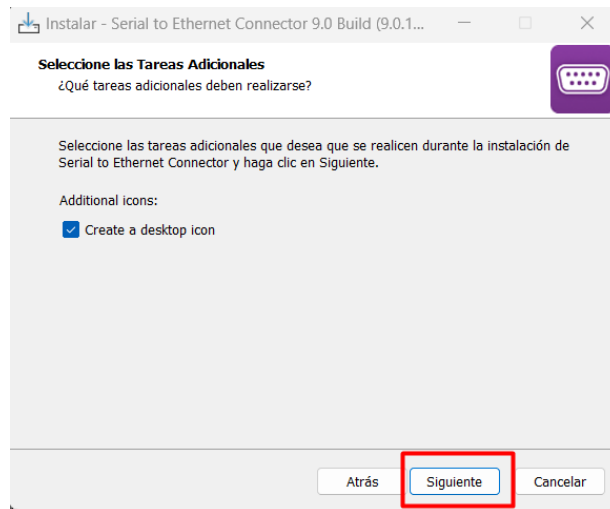 Instalar - Serial to Ethernet Connector 9.0 Build (9.0.1...
Seleccione las Tareas Adicionales
¿Qué tareas adicionales deben realizarse?
Seleccione las tareas adicionales que desea que se realicen durante la instalación de
Serial to Ethernet Connector y haga clic en Siguiente.
Additional icons:
Create a desktop icon
Atrás
Siguiente
Cancelar